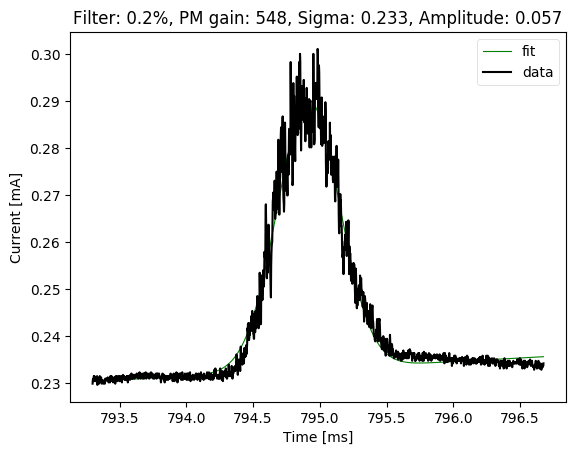 Filter: 0.2%, PM gain: 548, Sigma: 0.233, Amplitude: 0.057
fit
data
Current [mA]
0.30
0.29
0.28
0.27
0.26
0.25
0.24
0.23
793.5 794.0 794.5 795.0 795.5 796.0 796.5
Time [ms]